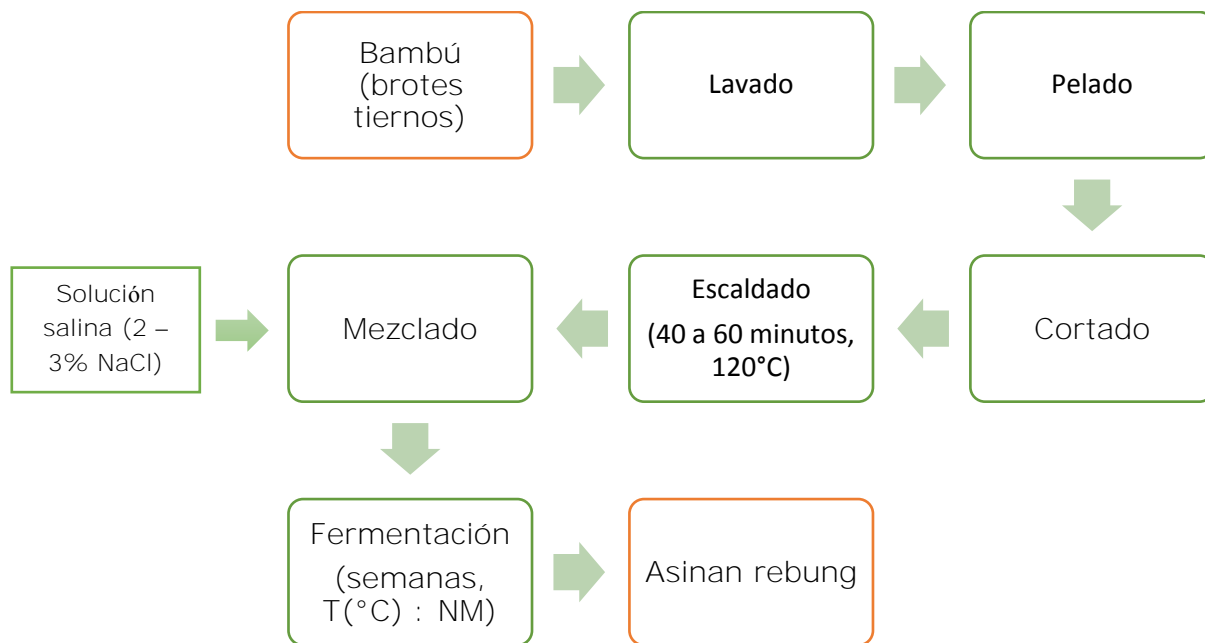 Bambú
(brotes
tiernos)
Lavado
Pelado
Cortado
Escaldado
(40 a 60 minutos,
120°C)
Mezclado
Solución
salina (2 –
3% NaCl)
Fermentación
(semanas,
T(°C) : NM)
Asinan rebung